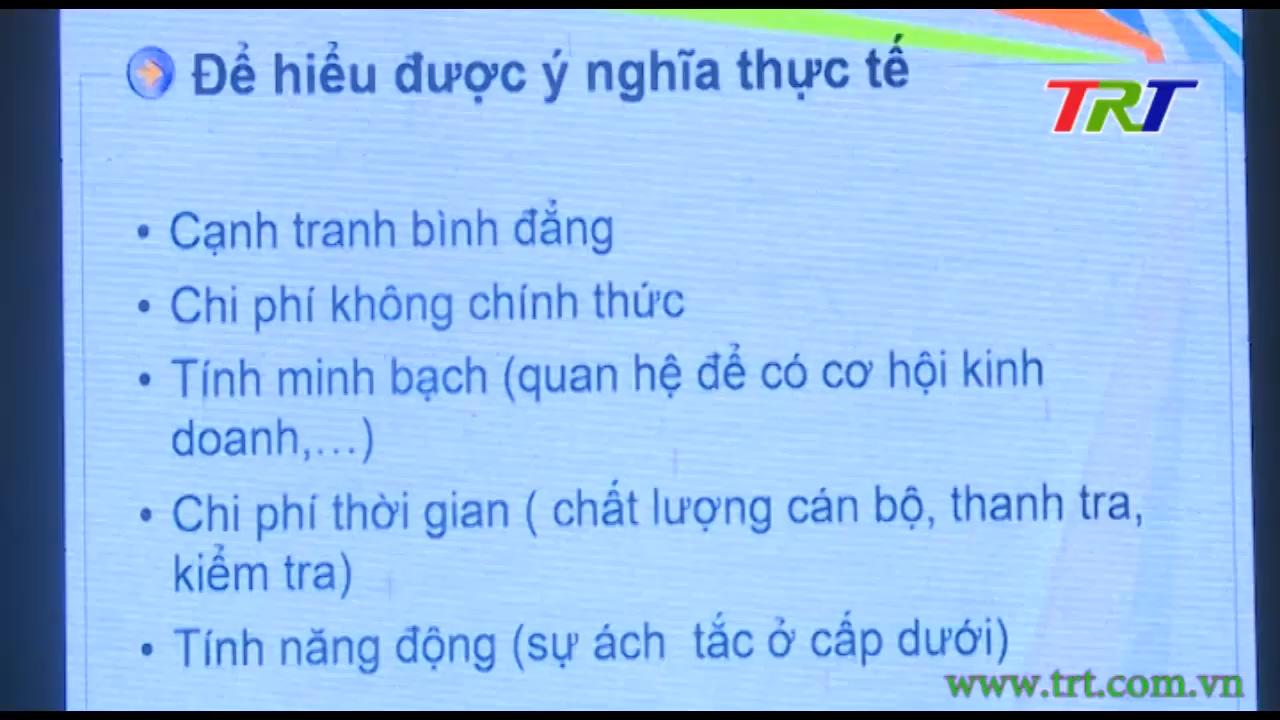 Để hiểu được ý nghĩa thực tế
TRT
• Cạnh tranh bình đẳng
• Chi phí không chính thức
• Tính minh bạch (quan hệ để có cơ hội kinh
doanh,…)
• Chi phí thời gian ( chất lượng cán bộ, thanh tra,
kiểm tra)
• Tính năng động (sự ách tắc ở cấp dưới)
www.trt.com.vn